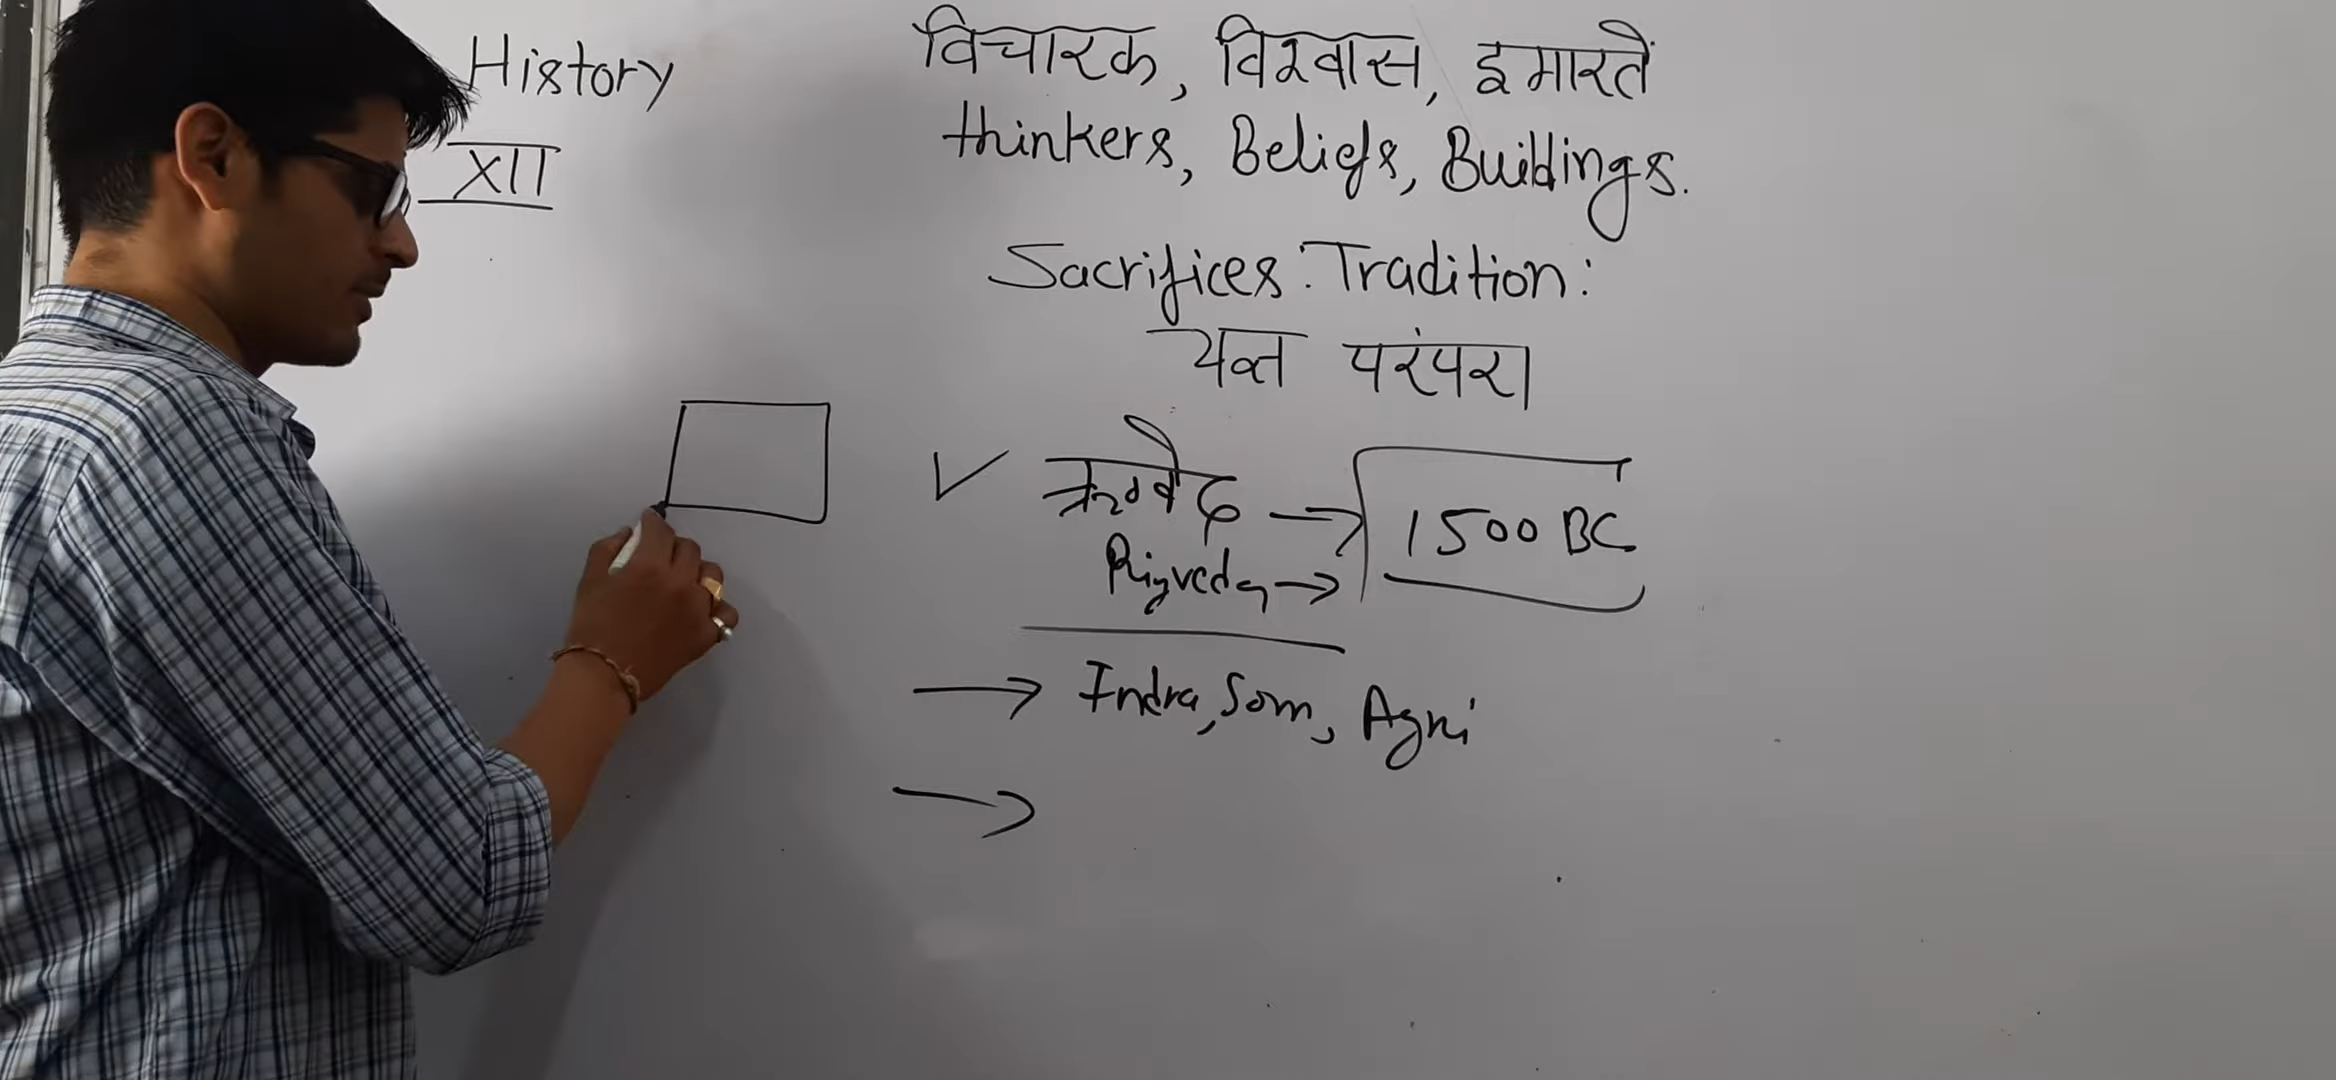 History
XII
विचारक, विश्वास, इमारतें
thinkers, Beliefs, Buildings.
Sacrifices: Tradition:
यज्ञ परंपरा
✓ ऋग्वेद → 1500 BC
Rigveda →
→ Indra, Som, Agni
→